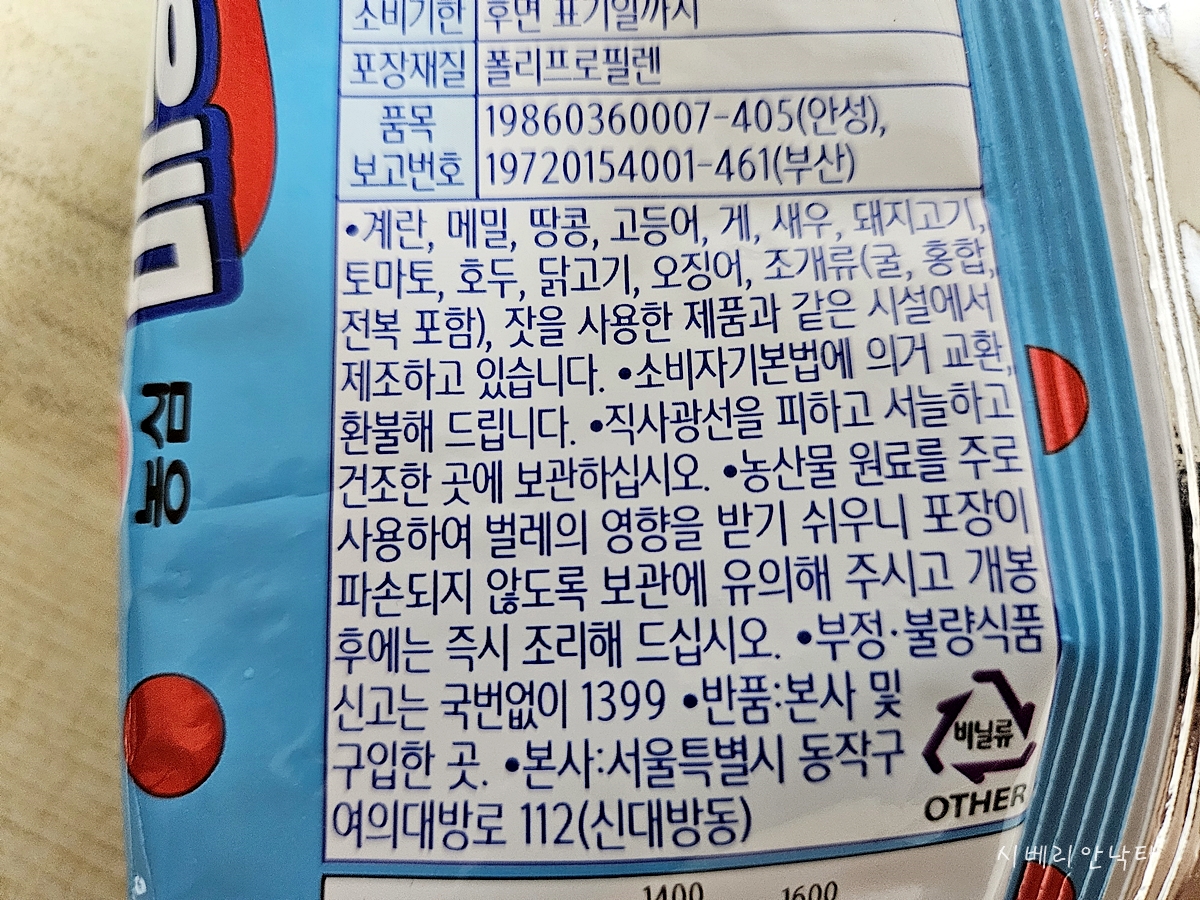 소비기한 후면 표기일까지
포장재질 폴리프로필렌
품목 보고번호 19860360007-405(안성),
19720154001-461(부산)
•계란, 메밀, 땅콩, 고등어, 게, 새우, 돼지고기,
토마토, 호두, 닭고기, 오징어, 조개류(굴, 홍합,
전복 포함), 잣을 사용한 제품과 같은 시설에서
제조하고 있습니다. •소비자기본법에 의거 교환,
환불해 드립니다. •직사광선을 피하고 서늘하고
건조한 곳에 보관하십시오. •농산물 원료를 주로
사용하여 벌레의 영향을 받기 쉬우니 포장이
파손되지 않도록 보관에 유의해 주시고 개봉
후에는 즉시 조리해 드십시오. •부정·불량식품
신고는 국번없이 1399 •반품:본사 및
구입한 곳. •본사:서울특별시 동작구
여의대방로 112(신대방동)
비닐류
OTHER
농심
1400 1600
시베리안낙타